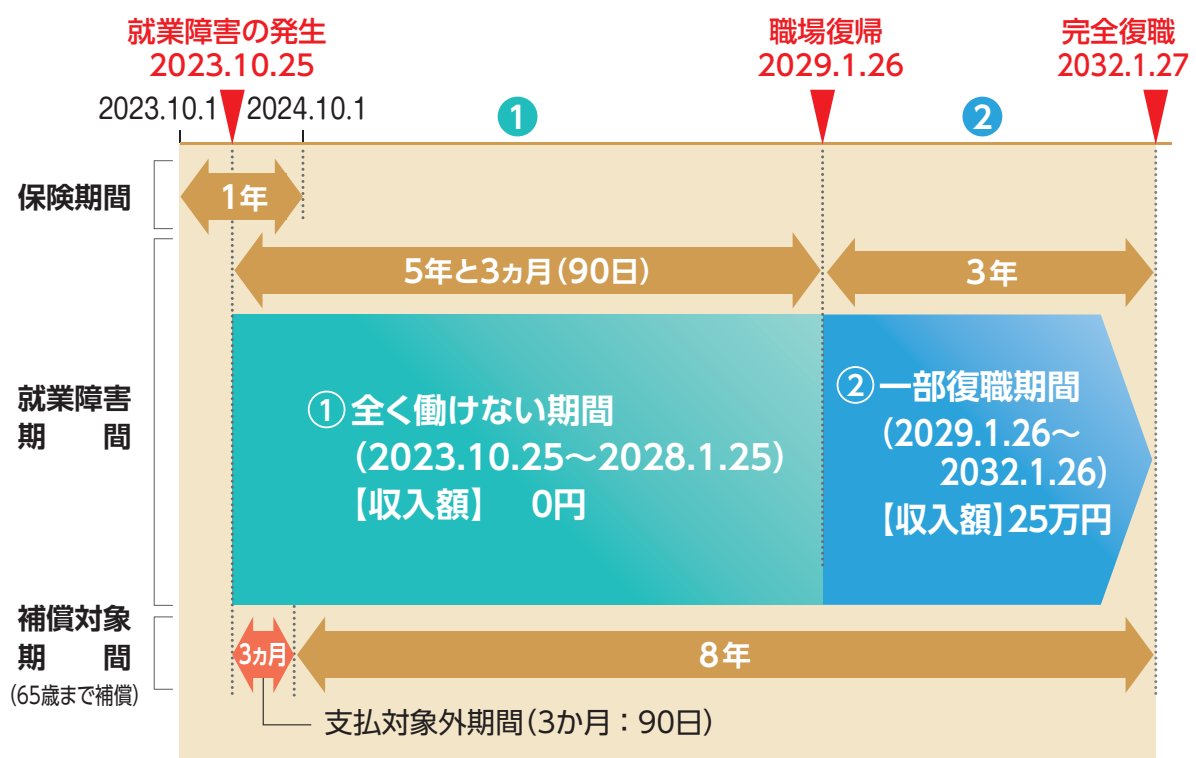 就業障害の発生
2023.10.25
職場復帰
2029.1.26
完全復職
2032.1.27
2023.10.1
2024.10.1
1
2
保険期間
1年
5年と3ヵ月(90日)
3年
就業障害
期　　間
①全く働けない期間
(2023.10.25～2028.1.25)
【収入額】　0円
②一部復職期間
(2029.1.26～
2032.1.26)
【収入額】25万円
補償対象
期　　間
(65歳まで補償)
3ヵ月
8年
支払対象外期間(3か月：90日)